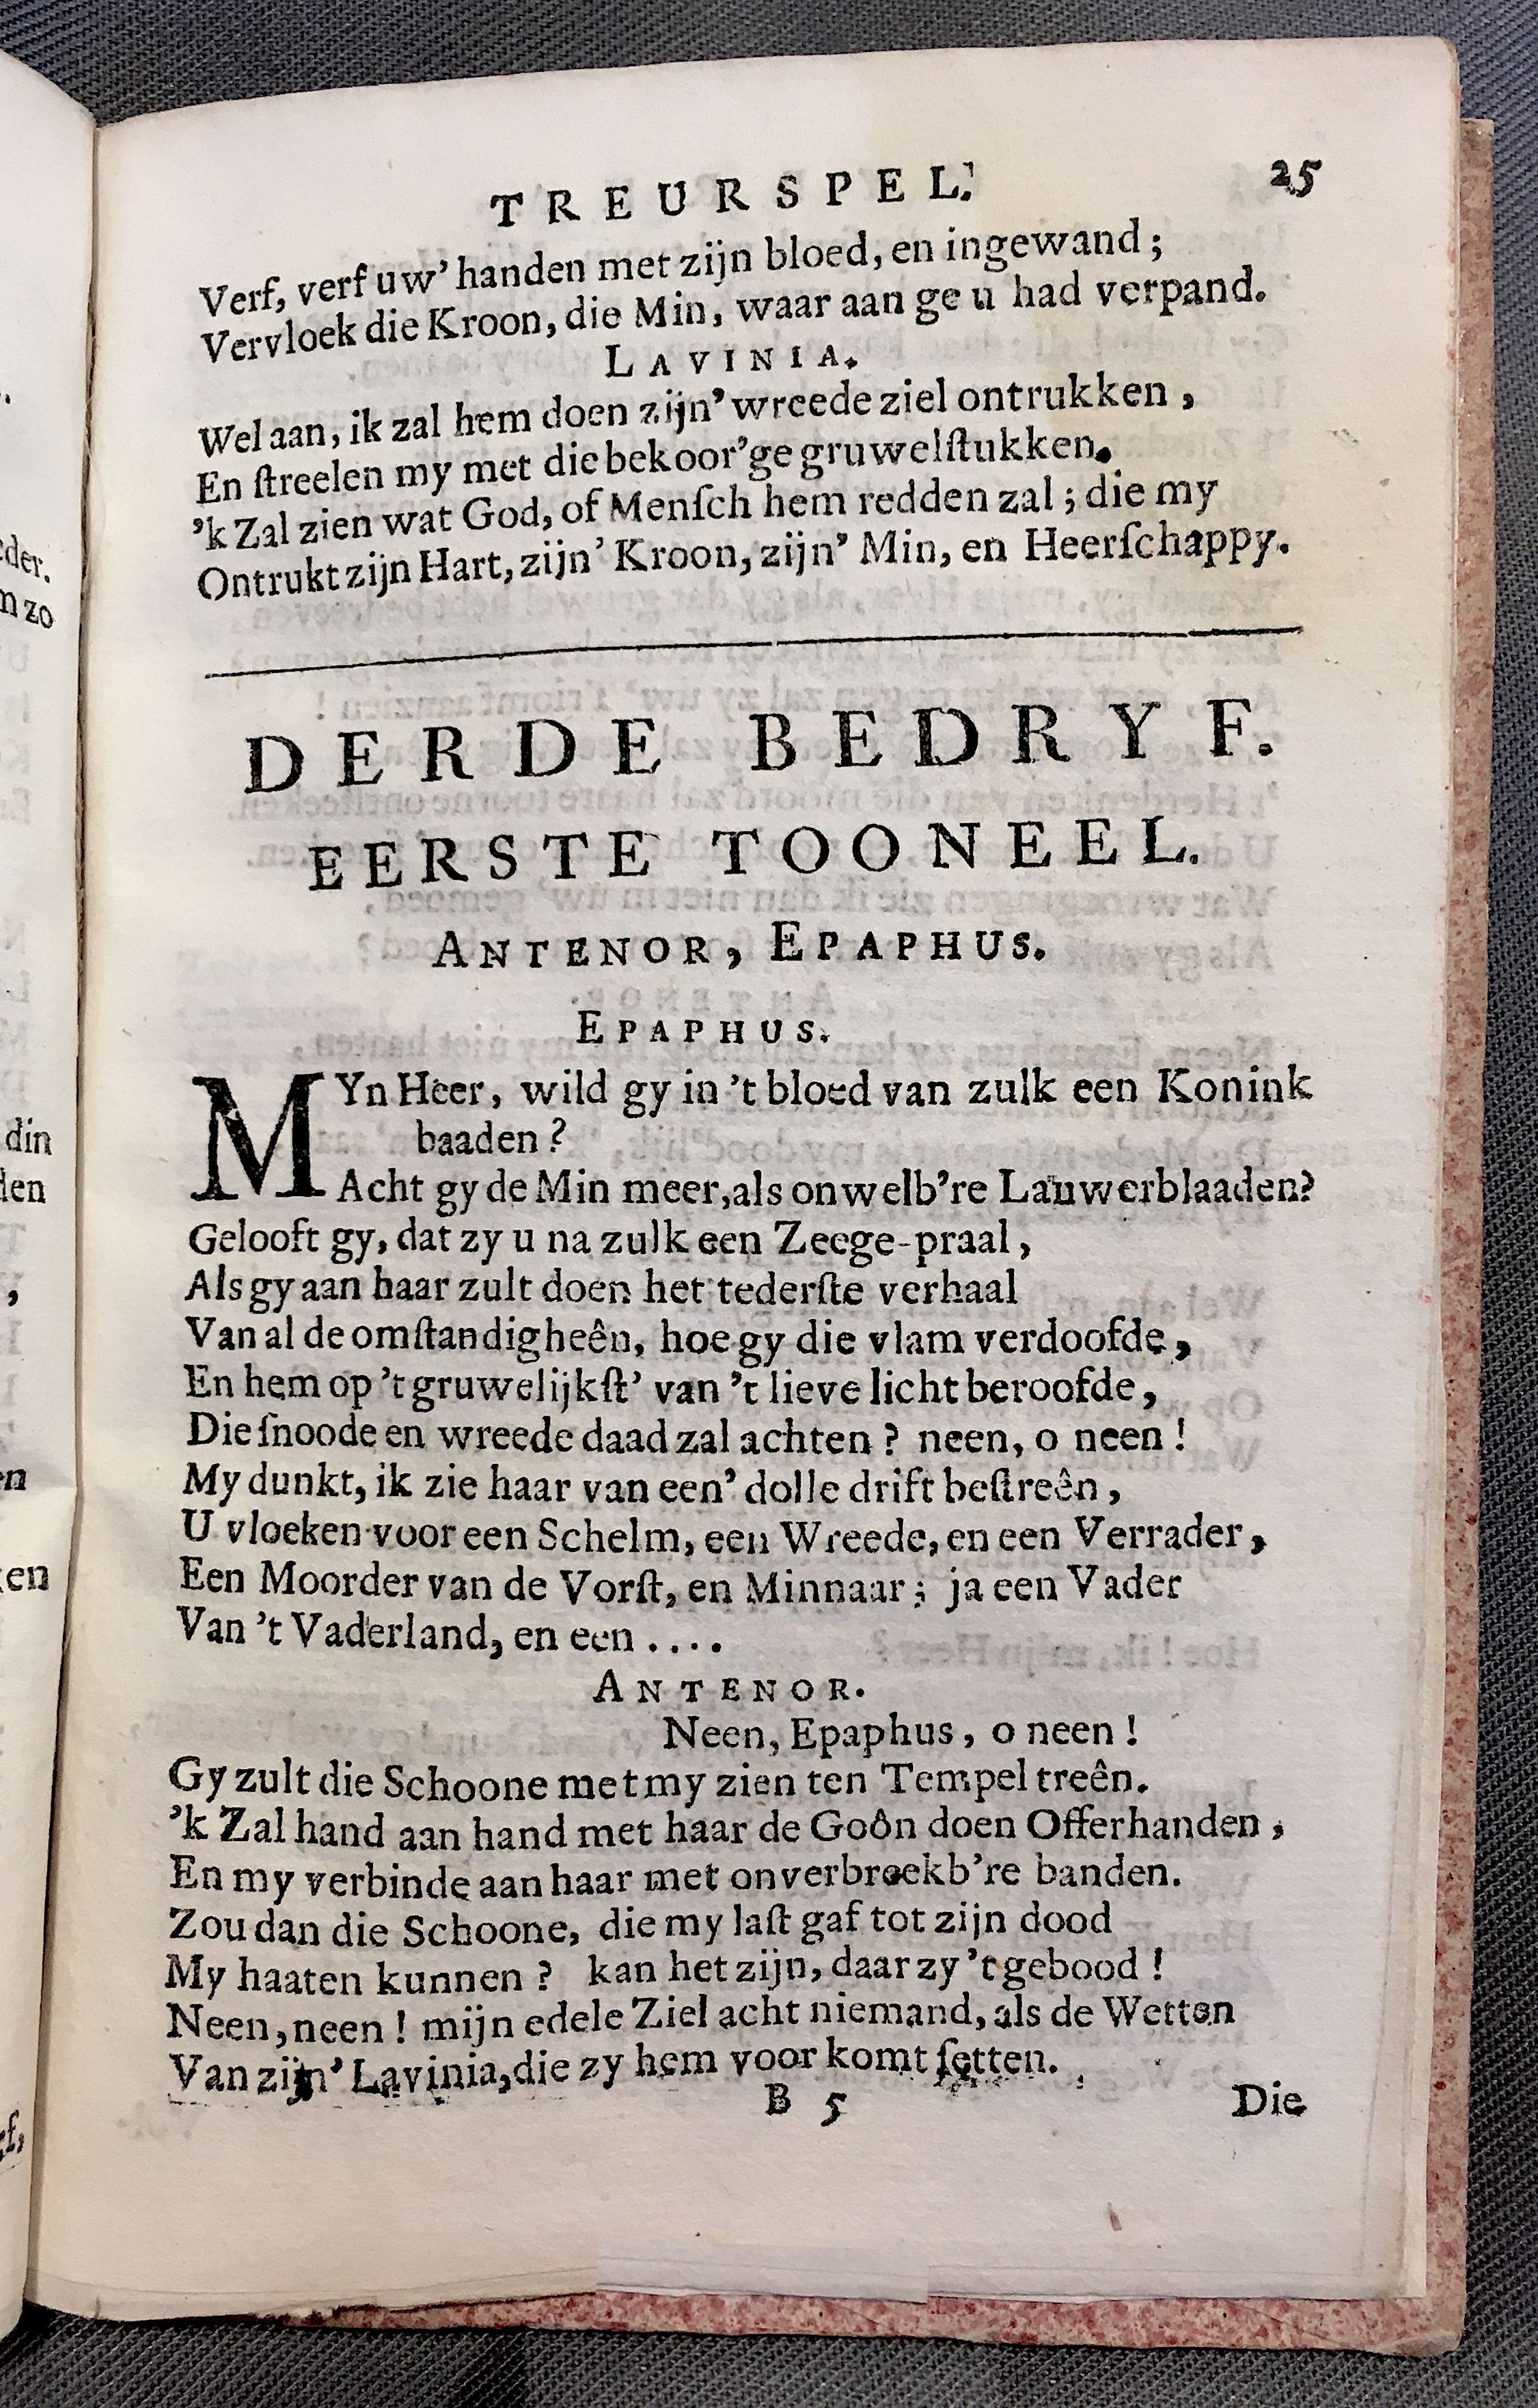 TREURSPEL. 25
Verf, verf uw' handen met zijn bloed, en ingewand;
Vervloek die Kroon, die Min, waar aan ge u had verpand.
LAVINIA.
Wel aan, ik zal hem doen zijn' wreede ziel ontrukken,
En ſtreelen my met die bekoor'ge gruwelſtukken.
'k Zal zien wat God, of Menſch hem redden zal; die my
Ontrukt zijn Hart, zijn' Kroon, zijn' Min, en Heerſchappy.
DERDE BEDRYF.
EERSTE TOONEEL.
ANTENOR, EPAPHUS.
EPAPHUS.
MYn Heer, wild gy in 't bloed van zulk een Konink
baaden?
Acht gy de Min meer, als onwelb're Lauwerblaaden?
Gelooft gy, dat zy u na zulk een Zeege-praal,
Als gy aan haar zult doen het tederſte verhaal
Van al de omſtandigheên, hoe gy die vlam verdoofde,
En hem op 't gruwelijkſt' van 't lieve licht beroofde,
Die ſnoode en wreede daad zal achten? neen, o neen!
My dunkt, ik zie haar van een' dolle drift beſtreên,
U vloeken voor een Schelm, een Wreede, en een Verrader,
Een Moorder van de Vorſt, en Minnaar; ja een Vader
Van 't Vaderland, en een....
ANTENOR.
Neen, Epaphus, o neen!
Gy zult die Schoone met my zien ten Tempel treên.
'k Zal hand aan hand met haar de Goôn doen Offerhanden,
En my verbinde aan haar met onverbreekb're banden.
Zou dan die Schoone, die my laſt gaf tot zijn dood
My haaten kunnen? kan het zijn, daar zy 't gebood!
Neen, neen! mijn edele Ziel acht niemand, als de Wetten
Van zijn' Lavinia, die zy hem voor komt ſetten.
B 5 Die
eder.
m zo
din
den
,
en
ken